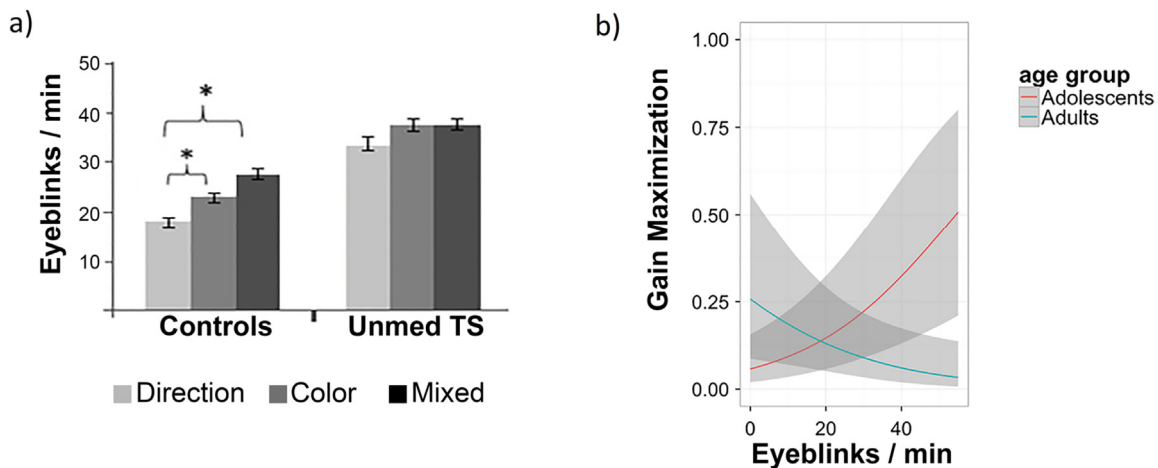 a)
50
40
30
20
10
Eyeblinks / min
*
*
Controls
Unmed TS
Direction
Color
Mixed
b)
1.00
0.75
0.50
0.25
0.00
Gain Maximization
0
20
40
Eyeblinks / min
age group
Adolescents
Adults